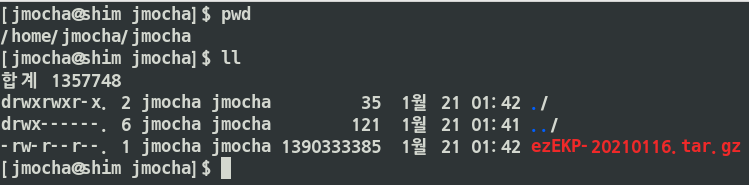 [jmocha@shim jmocha]$ pwd
/home/jmocha/jmocha
[jmocha@shim jmocha]$ ll
합계 1357748
drwxrwxr-x. 2 jmocha jmocha         35  1월  21 01:42 ./
drwx------. 6 jmocha jmocha        121  1월  21 01:41 ../
-rw-r--r--. 1 jmocha jmocha 1390333385  1월  21 01:42 ezEKP-20210116.tar.gz
[jmocha@shim jmocha]$